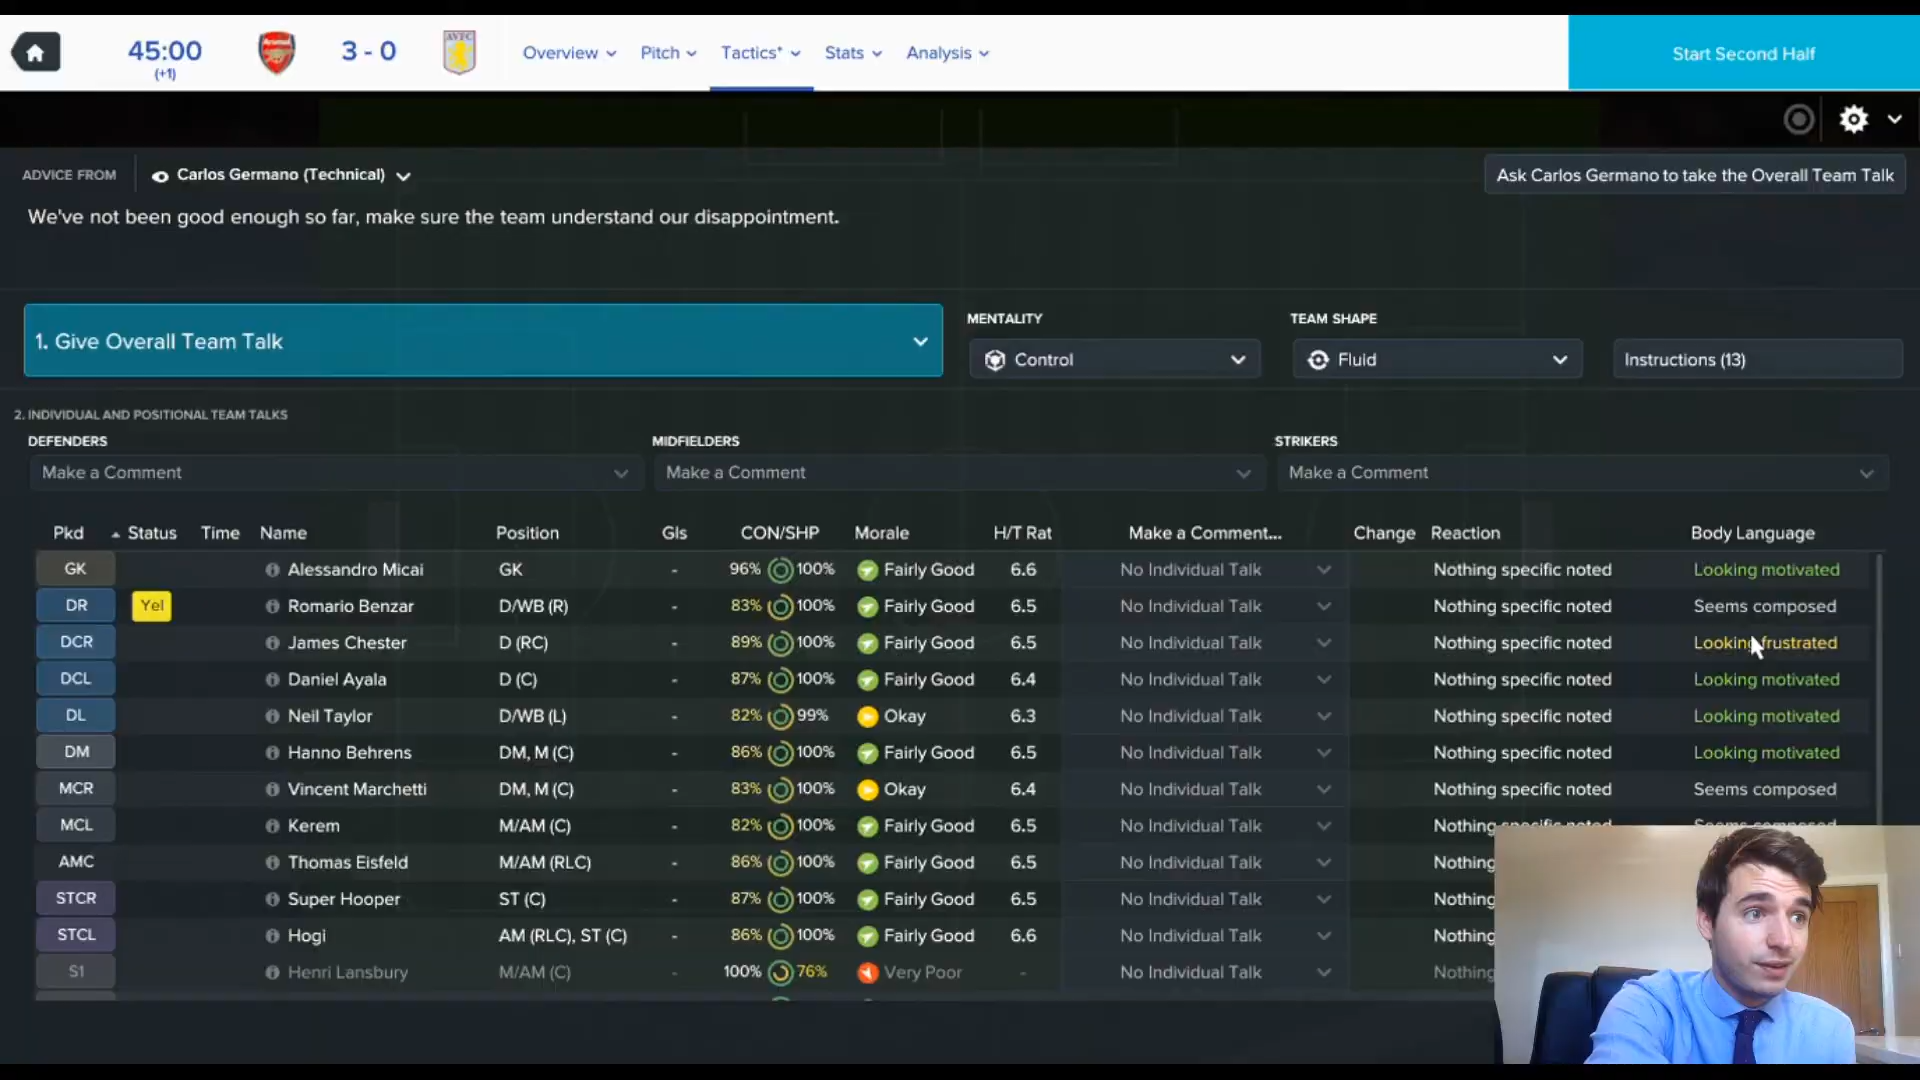 45:00 3 - 0 Overview Pitch Tactics* Stats Analysis Start Second Half
(+1)
Arsenal AVFC
ADVICE FROM Carlos Germano (Technical) Ask Carlos Germano to take the Overall Team Talk
We've not been good enough so far, make sure the team understand our disappointment.
MENTALITY TEAM SHAPE
1. Give Overall Team Talk Control Fluid Instructions (13)
2. INDIVIDUAL AND POSITIONAL TEAM TALKS
DEFENDERS MIDFIELDERS STRIKERS
Make a Comment Make a Comment Make a Comment
Pkd Status Time Name Position Gls CON/SHP Morale H/T Rat Make a Comment... Change Reaction Body Language
GK Alessandro Micai GK - 96% 100% Fairly Good 6.6 No Individual Talk Nothing specific noted Looking motivated
DR Yel Romario Benzar D/WB (R) - 83% 100% Fairly Good 6.5 No Individual Talk Nothing specific noted Seems composed
DCR James Chester D (RC) - 89% 100% Fairly Good 6.5 No Individual Talk Nothing specific noted Looking frustrated
DCL Daniel Ayala D (C) - 87% 100% Fairly Good 6.4 No Individual Talk Nothing specific noted Looking motivated
DL Neil Taylor D/WB (L) - 82% 99% Okay 6.3 No Individual Talk Nothing specific noted Looking motivated
DM Hanno Behrens DM, M (C) - 86% 100% Fairly Good 6.5 No Individual Talk Nothing specific noted Looking motivated
MCR Vincent Marchetti DM, M (C) - 83% 100% Okay 6.4 No Individual Talk Nothing specific noted Seems composed
MCL Kerem M/AM (C) - 82% 100% Fairly Good 6.5 No Individual Talk Nothing specific noted Seems composed
AMC Thomas Eisfeld M/AM (RLC) - 86% 100% Fairly Good 6.5 No Individual Talk Nothing
STCR Super Hooper ST (C) - 87% 100% Fairly Good 6.5 No Individual Talk Nothing
STCL Hogi AM (RLC), ST (C) - 86% 100% Fairly Good 6.6 No Individual Talk Nothing
S1 Henri Lansbury M/AM (C) - 100% 76% Very Poor - No Individual Talk Nothing